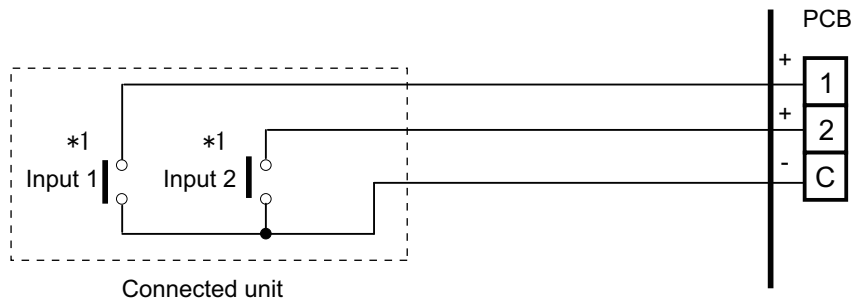 PCB
+
1
+
2
*1
*1
-
Input 1
Input 2
C
Connected unit